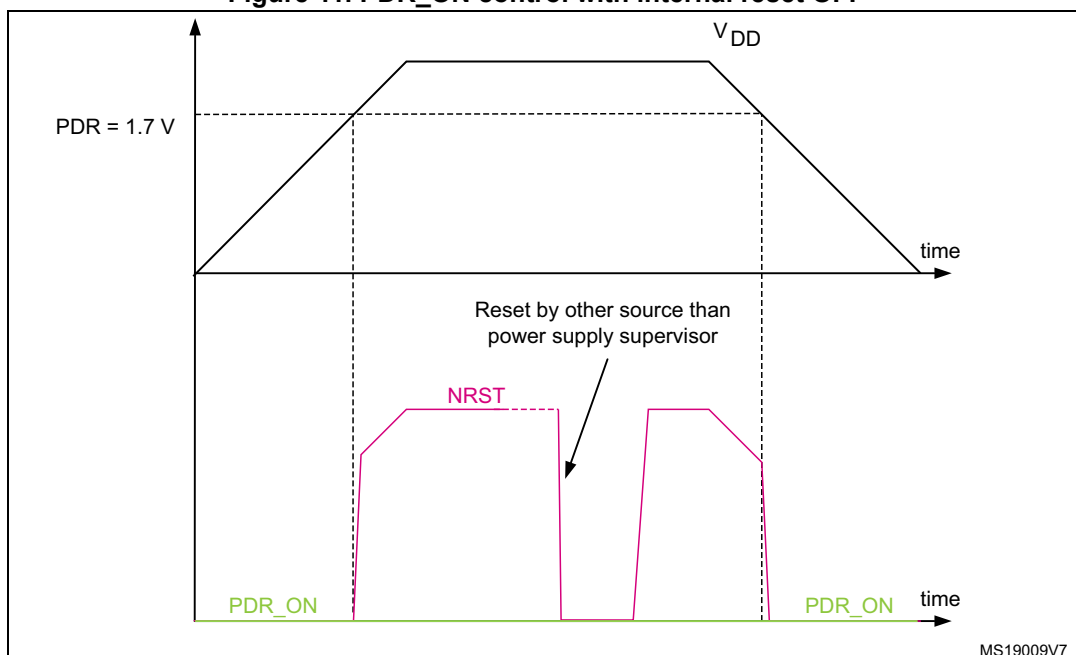 V DD
PDR = 1.7 V
time
Reset by other source than
power supply supervisor
NRST
PDR_ON
PDR_ON
time
MS19009V7